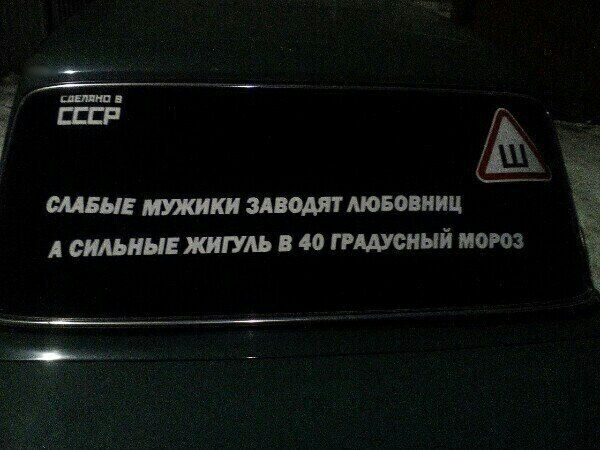 СДЕЛАНО В
СССР
Ш
СЛАБЫЕ МУЖИКИ ЗАВОДЯТ ЛЮБОВНИЦ
А СИЛЬНЫЕ ЖИГУЛЬ В 40 ГРАДУСНЫЙ МОРОЗ